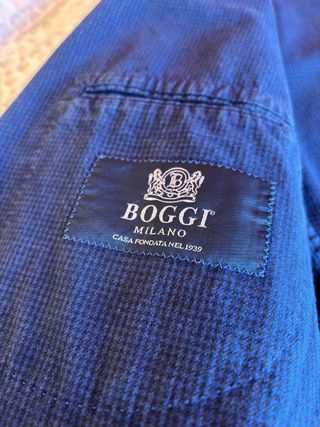 B
BOGGI®
MILANO
CASA FONDATA NEL 1939